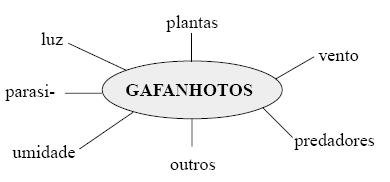 plantas
luz
vento
parasi-
GAFANHOTOS
predadores
umidade
outros